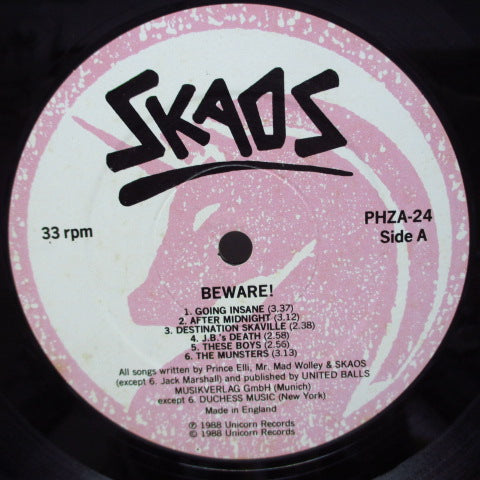 SKAOS
33 rpm
PHZA-24
Side A
BEWARE!
1. GOING INSANE (3.37)
2. AFTER MIDNIGHT (3.12)
3. DESTINATION SKAVILLE (2.38)
4. J.B.'s DEATH (2.58)
5. THESE BOYS (2.56)
6. THE MUNSTERS (3.13)
All songs written by Prince Elli, Mr. Mad Wolley & SKAOS
(except 6. Jack Marshall) and published by UNITED BALLS
MUSIKVERLAG GmbH (Munich)
except 6. DUCHESS MUSIC (New York)
Made in England
℗ 1988 Unicorn Records
© 1988 Unicorn Records